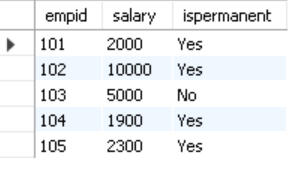 empid salary ispermanent
101 2000 Yes
102 10000 Yes
103 5000 No
104 1900 Yes
105 2300 Yes